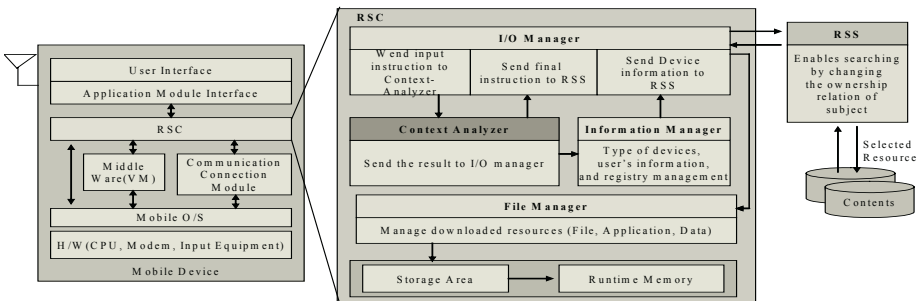 User Interface
Application Module Interface
RSC
Middle
Ware(VM)
Communication
Connection
Module
Mobile O/S
H/W(CPU, Modem, Input Equipment)
Mobile Device
RSC
I/O Manager
Wend input
instruction to
Context-
Analyzer
Send final
instruction to RSS
Send Device
information to
RSS
Context Analyzer
Send the result to I/O manager
Information Manager
Type of devices,
user's information,
and registry management
File Manager
Manage downloaded resources (File, Application, Data)
Storage Area
Runtime Memory
RSS
Enables searching
by changing
the ownership
relation of
subject
Selected
Resource
Contents